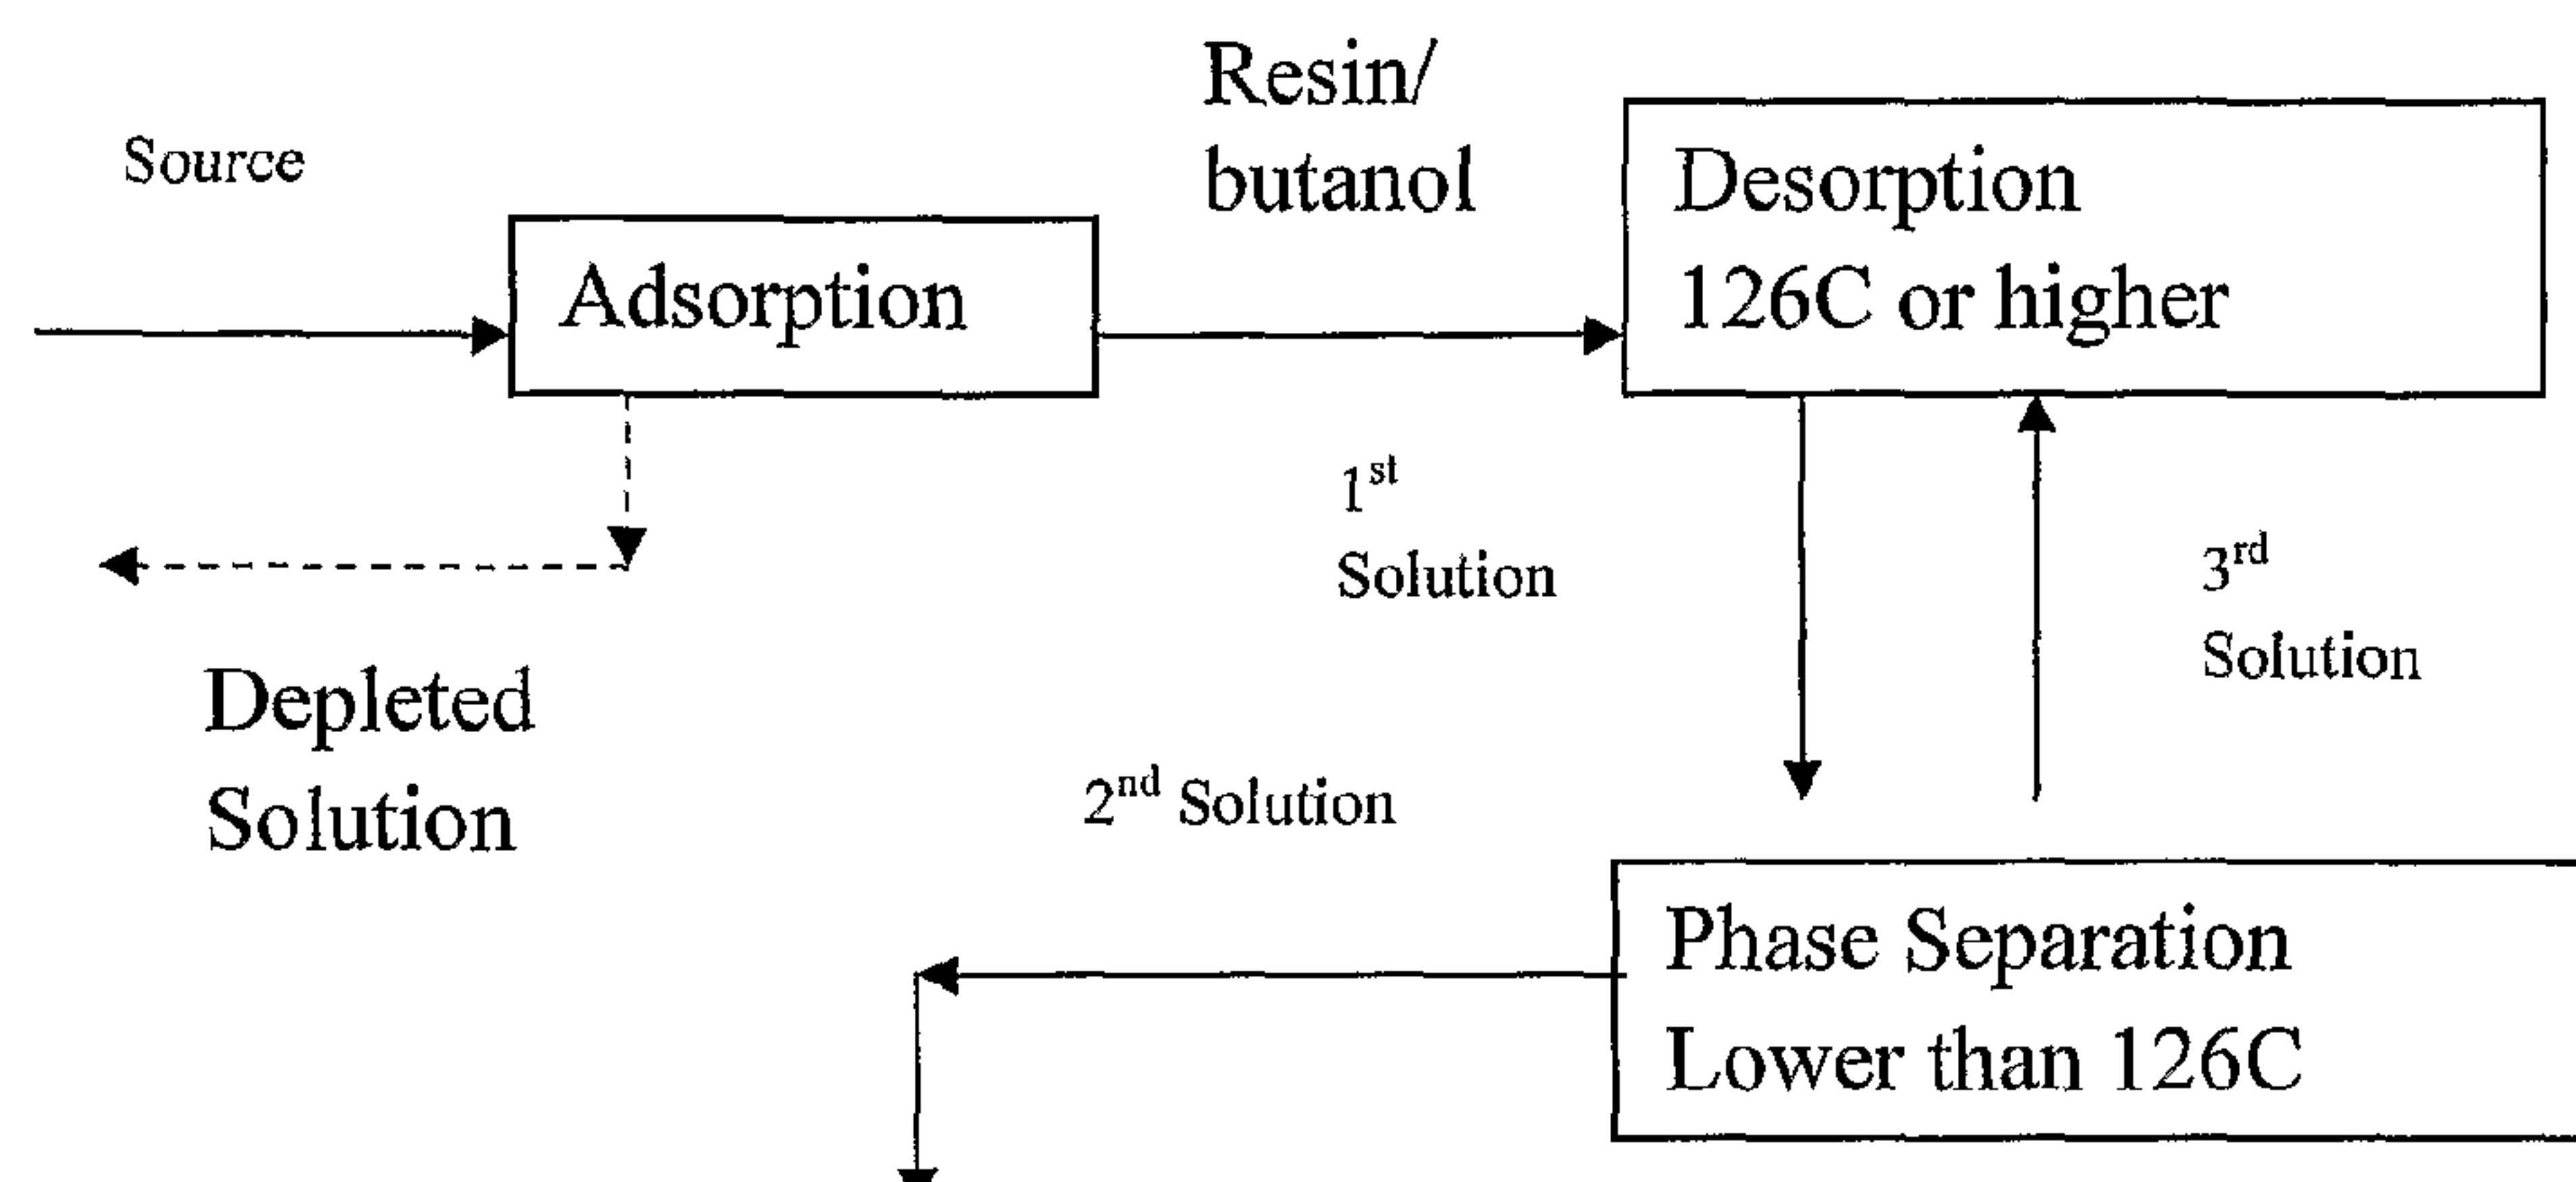 Source
Resin/
butanol
Adsorption
Desorption
126C or higher
1st
Solution
3rd
Solution
Depleted
Solution
2nd Solution
Phase Separation
Lower than 126C